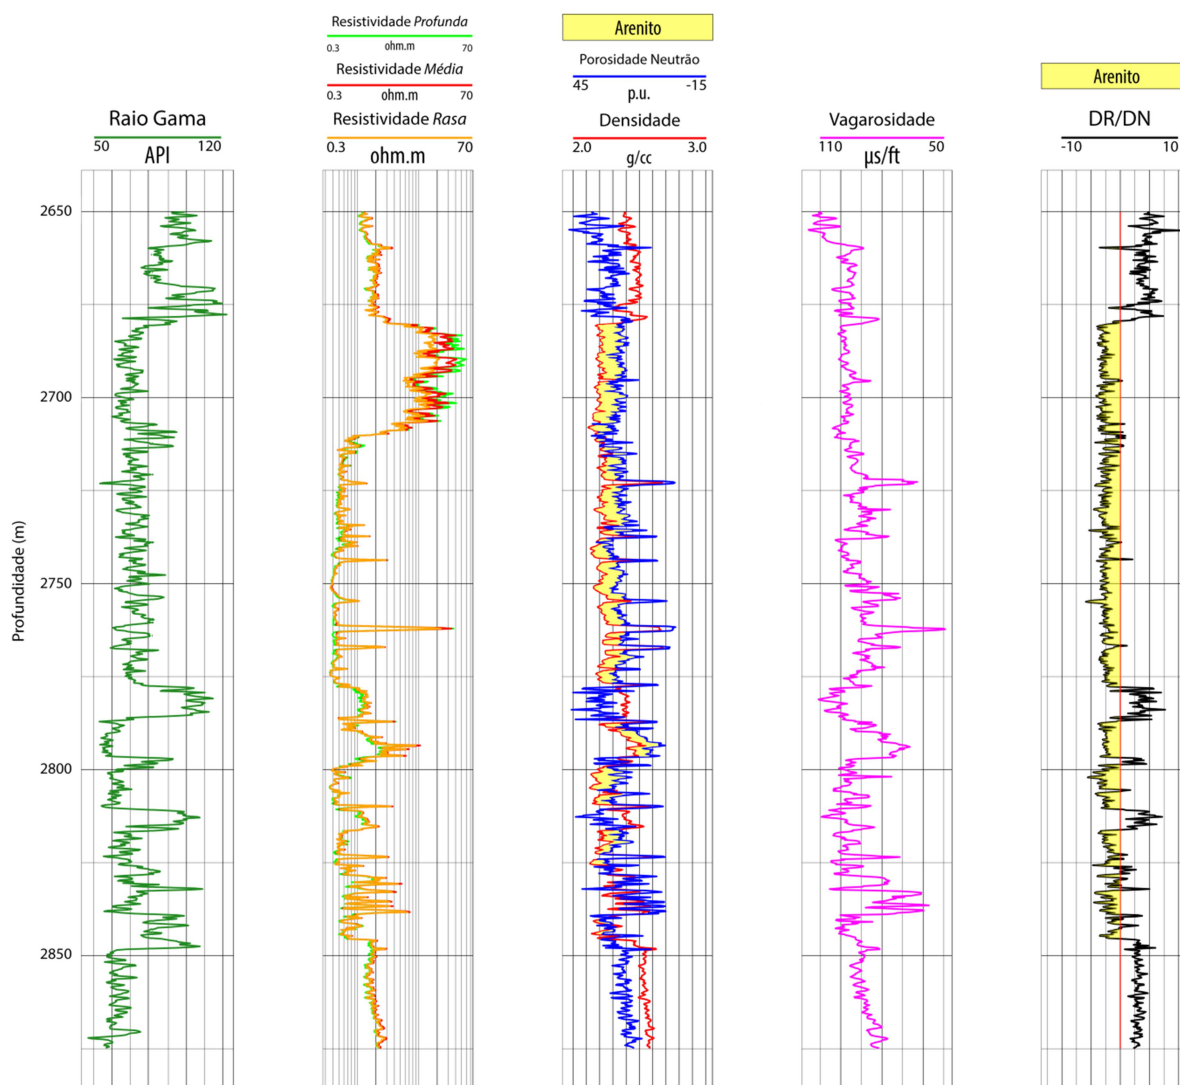 Resistividade Profunda
0.3 ohm.m 70
Resistividade Média
0.3 ohm.m 70
Resistividade Rasa
0.3 ohm.m 70
Arenito
Porosidade Neutrão
45 p.u. -15
Densidade
2.0 g/cc 3.0
Raio Gama
50 API 120
Vagarosidade
110 µs/ft 50
Arenito
DR/DN
-10 10
Profundidade (m)
2650
2700
2750
2800
2850